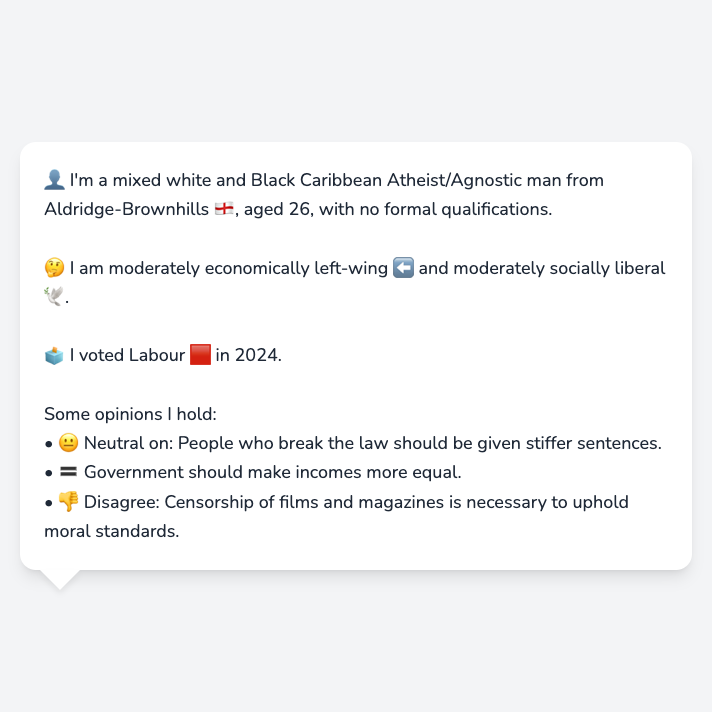 👤 I'm a mixed white and Black Caribbean Atheist/Agnostic man from
Aldridge-Brownhills 🏴󠁧󠁢󠁥󠁮󠁧󠁿, aged 26, with no formal qualifications.
🤔 I am moderately economically left-wing ⬅️ and moderately socially liberal
🕊️.
🗳️ I voted Labour 🟥 in 2024.
Some opinions I hold:
• 😐 Neutral on: People who break the law should be given stiffer sentences.
• 🟰 Government should make incomes more equal.
• 👎 Disagree: Censorship of films and magazines is necessary to uphold
moral standards.